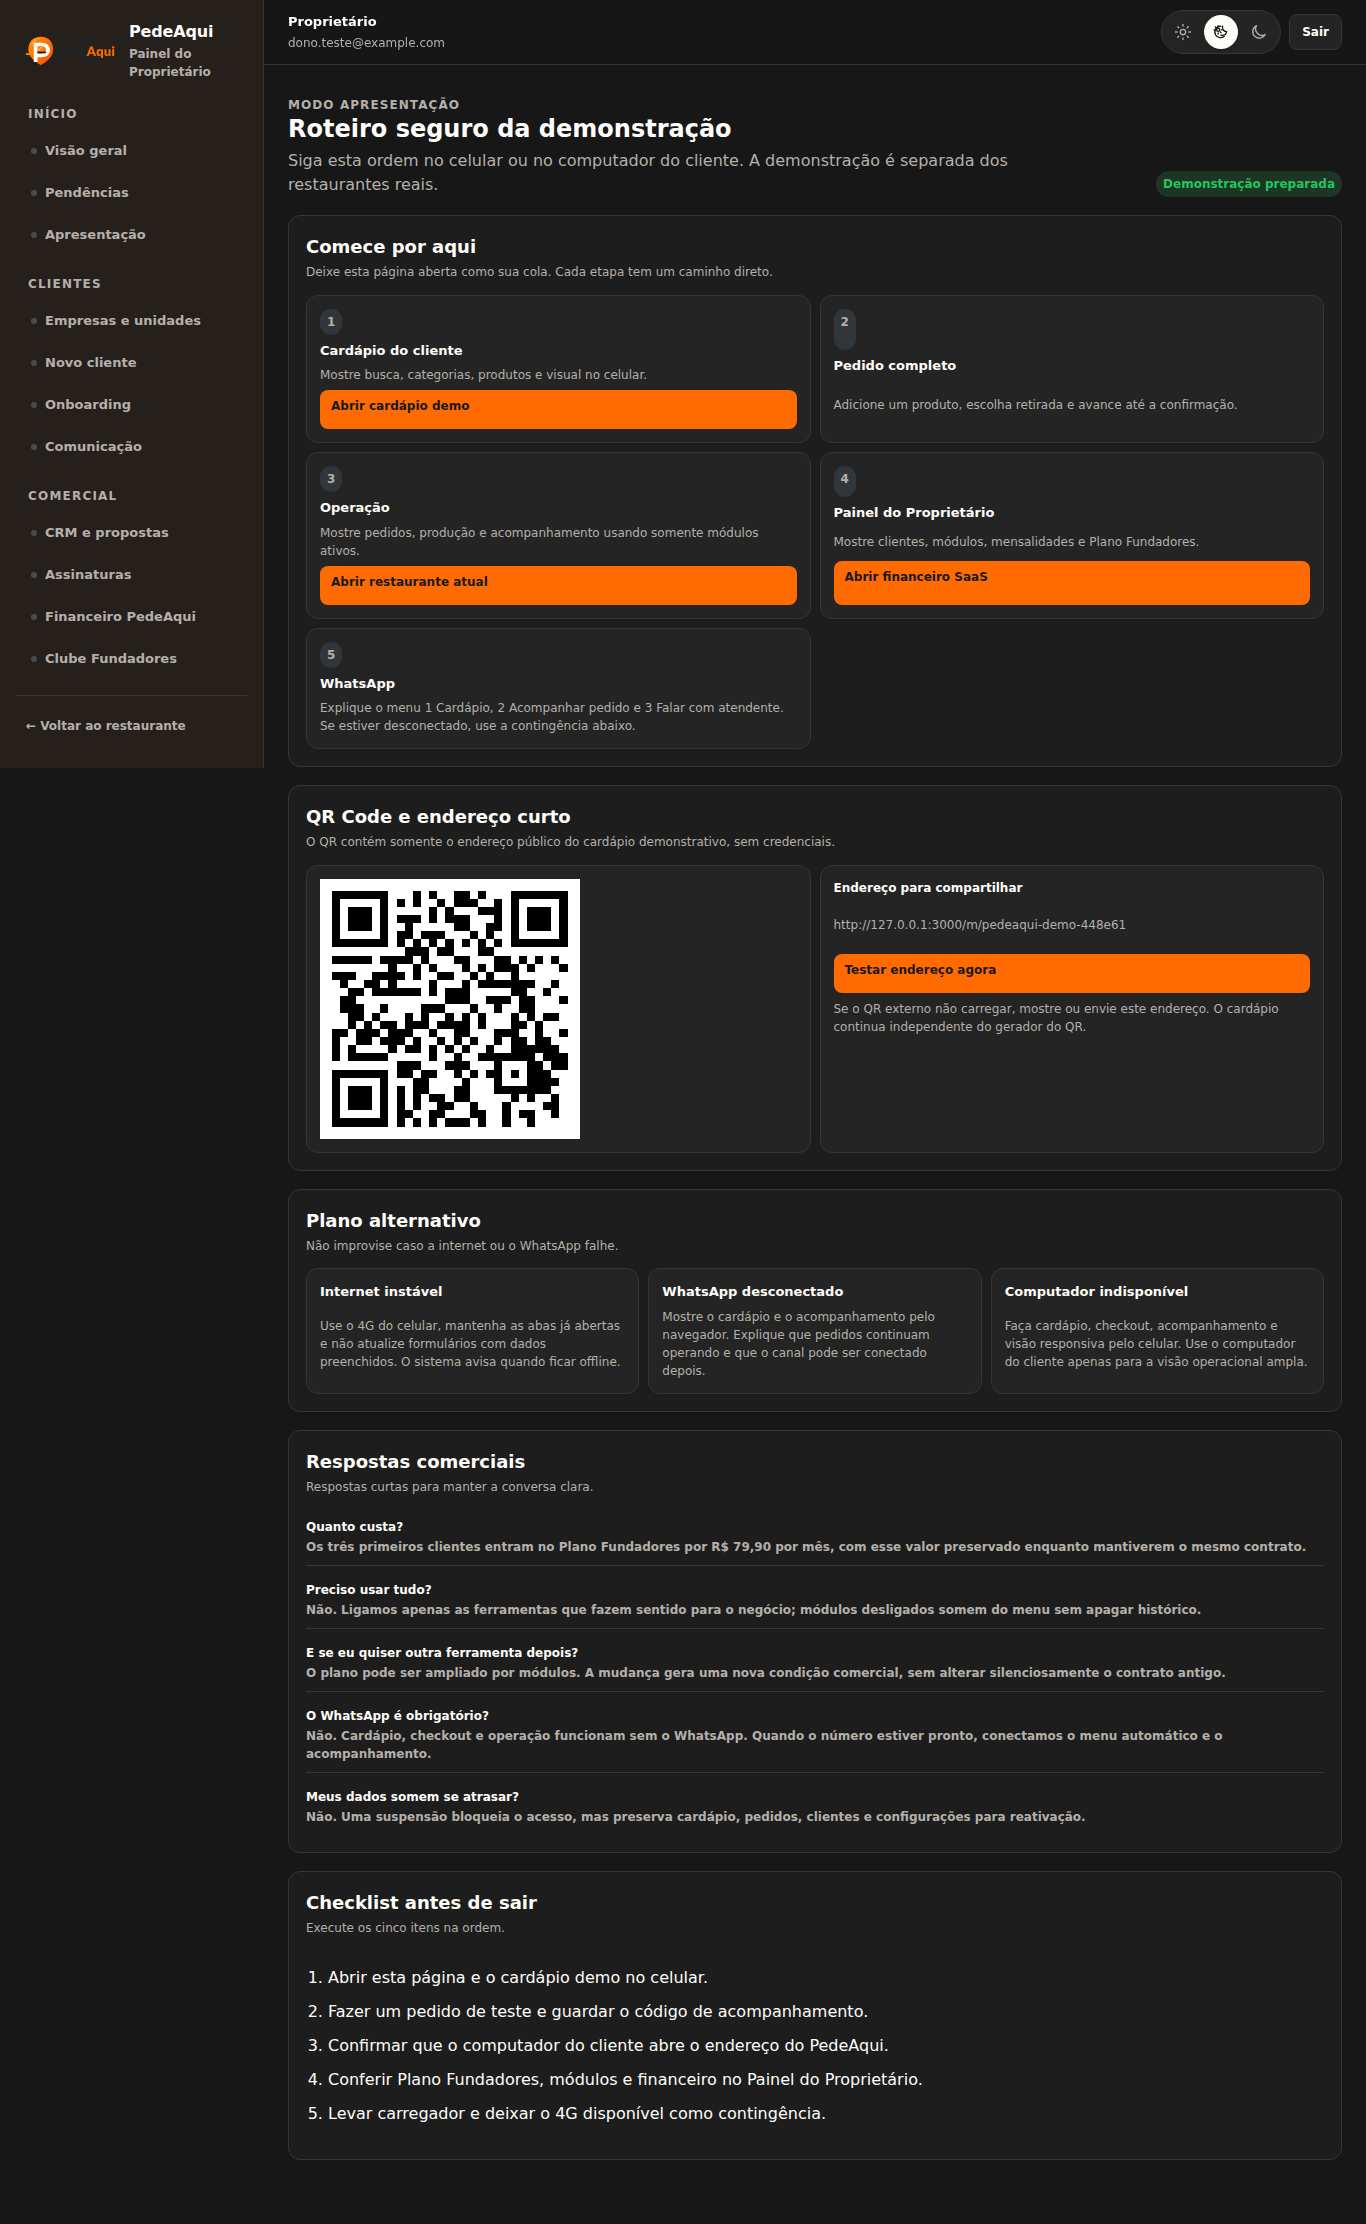 P
Aqui
PedeAqui
Painel do
Proprietário
INÍCIO
Visão geral
Pendências
Apresentação
CLIENTES
Empresas e unidades
Novo cliente
Onboarding
Comunicação
COMERCIAL
CRM e propostas
Assinaturas
Financeiro PedeAqui
Clube Fundadores
← Voltar ao restaurante
Proprietário
dono.teste@example.com
Sair
MODO APRESENTAÇÃO
Roteiro seguro da demonstração
Siga esta ordem no celular ou no computador do cliente. A demonstração é separada dos
restaurantes reais.
Demonstração preparada
Comece por aqui
Deixe esta página aberta como sua cola. Cada etapa tem um caminho direto.
1
Cardápio do cliente
Mostre busca, categorias, produtos e visual no celular.
Abrir cardápio demo
2
Pedido completo
Adicione um produto, escolha retirada e avance até a confirmação.
3
Operação
Mostre pedidos, produção e acompanhamento usando somente módulos
ativos.
Abrir restaurante atual
4
Painel do Proprietário
Mostre clientes, módulos, mensalidades e Plano Fundadores.
Abrir financeiro SaaS
5
WhatsApp
Explique o menu 1 Cardápio, 2 Acompanhar pedido e 3 Falar com atendente.
Se estiver desconectado, use a contingência abaixo.
QR Code e endereço curto
O QR contém somente o endereço público do cardápio demonstrativo, sem credenciais.
Endereço para compartilhar
http://127.0.0.1:3000/m/pedeaqui-demo-448e61
Testar endereço agora
Se o QR externo não carregar, mostre ou envie este endereço. O cardápio
continua independente do gerador do QR.
Plano alternativo
Não improvise caso a internet ou o WhatsApp falhe.
Internet instável
Use o 4G do celular, mantenha as abas já abertas
e não atualize formulários com dados
preenchidos. O sistema avisa quando ficar offline.
WhatsApp desconectado
Mostre o cardápio e o acompanhamento pelo
navegador. Explique que pedidos continuam
operando e que o canal pode ser conectado
depois.
Computador indisponível
Faça cardápio, checkout, acompanhamento e
visão responsiva pelo celular. Use o computador
do cliente apenas para a visão operacional ampla.
Respostas comerciais
Respostas curtas para manter a conversa clara.
Quanto custa?
Os três primeiros clientes entram no Plano Fundadores por R$ 79,90 por mês, com esse valor preservado enquanto mantiverem o mesmo contrato.
Preciso usar tudo?
Não. Ligamos apenas as ferramentas que fazem sentido para o negócio; módulos desligados somem do menu sem apagar histórico.
E se eu quiser outra ferramenta depois?
O plano pode ser ampliado por módulos. A mudança gera uma nova condição comercial, sem alterar silenciosamente o contrato antigo.
O WhatsApp é obrigatório?
Não. Cardápio, checkout e operação funcionam sem o WhatsApp. Quando o número estiver pronto, conectamos o menu automático e o
acompanhamento.
Meus dados somem se atrasar?
Não. Uma suspensão bloqueia o acesso, mas preserva cardápio, pedidos, clientes e configurações para reativação.
Checklist antes de sair
Execute os cinco itens na ordem.
1. Abrir esta página e o cardápio demo no celular.
2. Fazer um pedido de teste e guardar o código de acompanhamento.
3. Confirmar que o computador do cliente abre o endereço do PedeAqui.
4. Conferir Plano Fundadores, módulos e financeiro no Painel do Proprietário.
5. Levar carregador e deixar o 4G disponível como contingência.